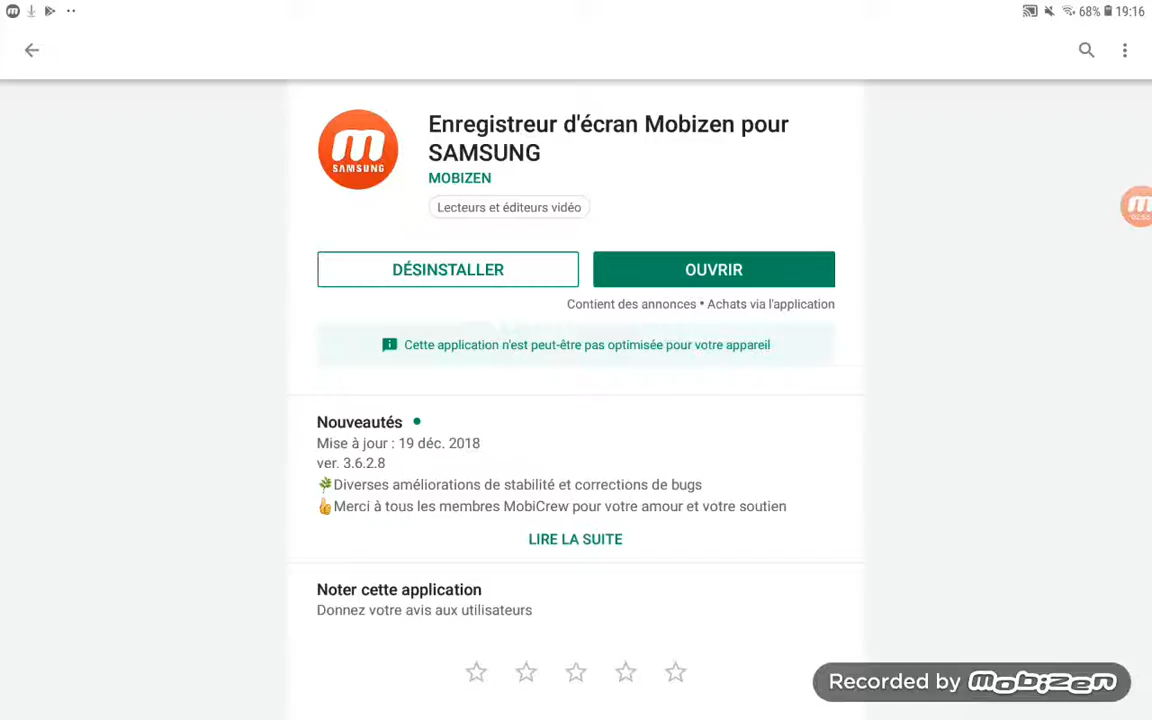 68% 19:16
m
SAMSUNG
Enregistreur d'écran Mobizen pour
SAMSUNG
MOBIZEN
Lecteurs et éditeurs vidéo
DÉSINSTALLER
OUVRIR
Contient des annonces • Achats via l'application
Cette application n'est peut-être pas optimisée pour votre appareil
Nouveautés
Mise à jour : 19 déc. 2018
ver. 3.6.2.8
🌿Diverses améliorations de stabilité et corrections de bugs
👍Merci à tous les membres MobiCrew pour votre amour et votre soutien
LIRE LA SUITE
Noter cette application
Donnez votre avis aux utilisateurs
Recorded by mobizen